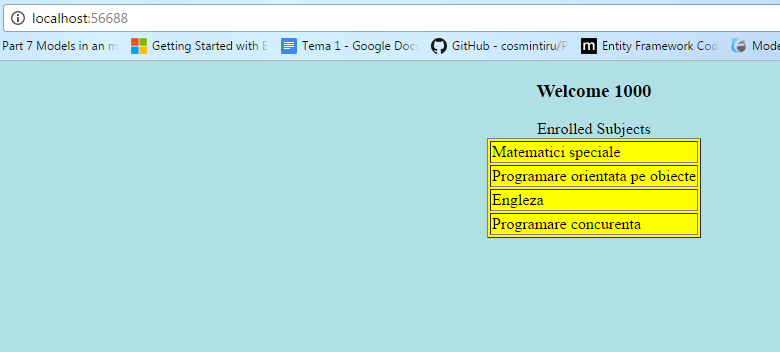 localhost:56688
Part 7 Models in an m Getting Started with E Tema 1 - Google Doc: GitHub - cosmintiru/P Entity Framework Cod Mode
Welcome 1000
Enrolled Subjects
Matematici speciale
Programare orientata pe obiecte
Engleza
Programare concurenta